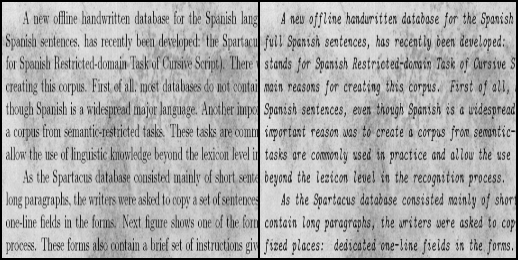 A new offline handwritten database for the Spanish lang
Spanish sentences, has recently been developed: the Spartacu
for Spanish Restricted-domain Task of Cursive Script). There
creating this corpus. First of all, most databases do not contai
though Spanish is a widespread major language. Another impo
a corpus from semantic-restricted tasks. These tasks are comm
allow the use of linguistic knowledge beyond the lexicon level in
As the Spartacus database consisted mainly of short sente
long paragraphs, the writers were asked to copy a set of sentences
one-line fields in the forms. Next figure shows one of the form
process. These forms also contain a brief set of instructions giv
A new offline handwritten database for the Spanish
full Spanish sentences, has recently been developed:
stands for Spanish Restricted-domain Task of Cursive S
main reasons for creating this corpus. First of all,
Spanish sentences, even though Spanish is a widespread
important reason was to create a corpus from semantic-
tasks are commonly used in practice and allow the use
beyond the lexicon level in the recognition process.
As the Spartacus database consisted mainly of short
contain long paragraphs, the writers were asked to cop
fixed places: dedicated one-line fields in the forms.